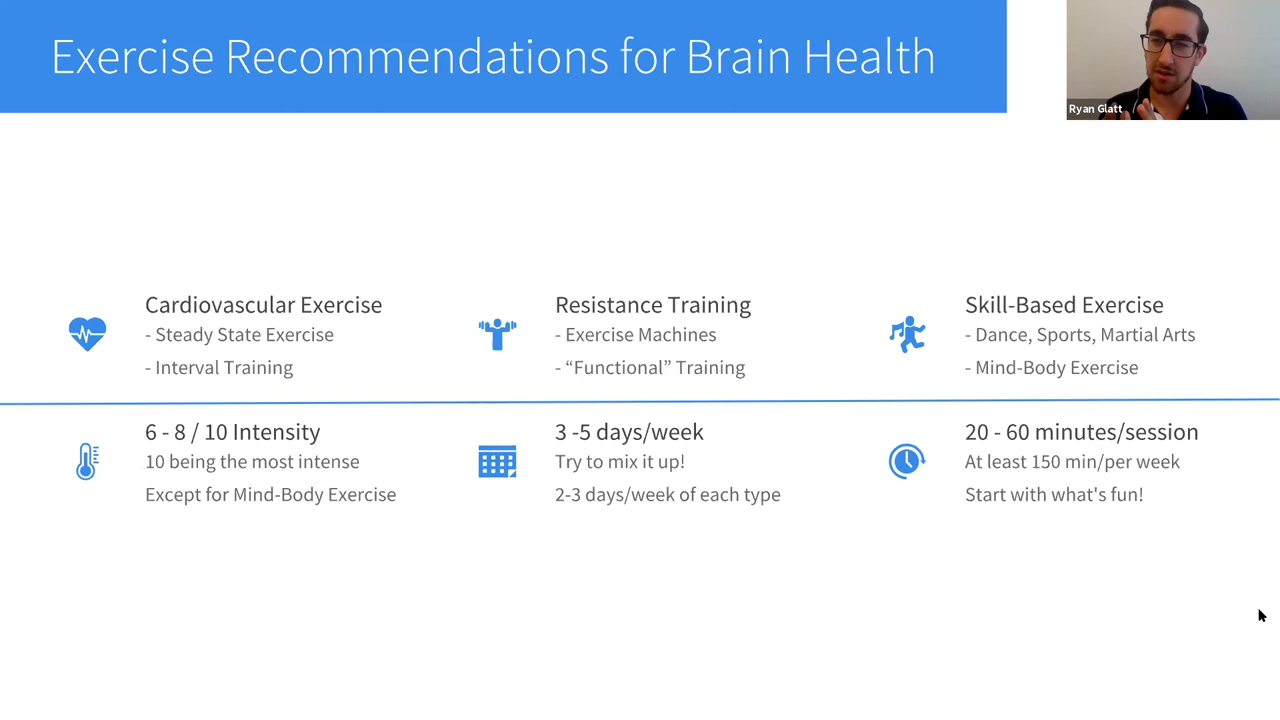 Exercise Recommendations for Brain Health
Ryan Glatt
Cardiovascular Exercise
- Steady State Exercise
- Interval Training
Resistance Training
- Exercise Machines
- “Functional” Training
Skill-Based Exercise
- Dance, Sports, Martial Arts
- Mind-Body Exercise
6 - 8 / 10 Intensity
10 being the most intense
Except for Mind-Body Exercise
3 -5 days/week
Try to mix it up!
2-3 days/week of each type
20 - 60 minutes/session
At least 150 min/per week
Start with what's fun!